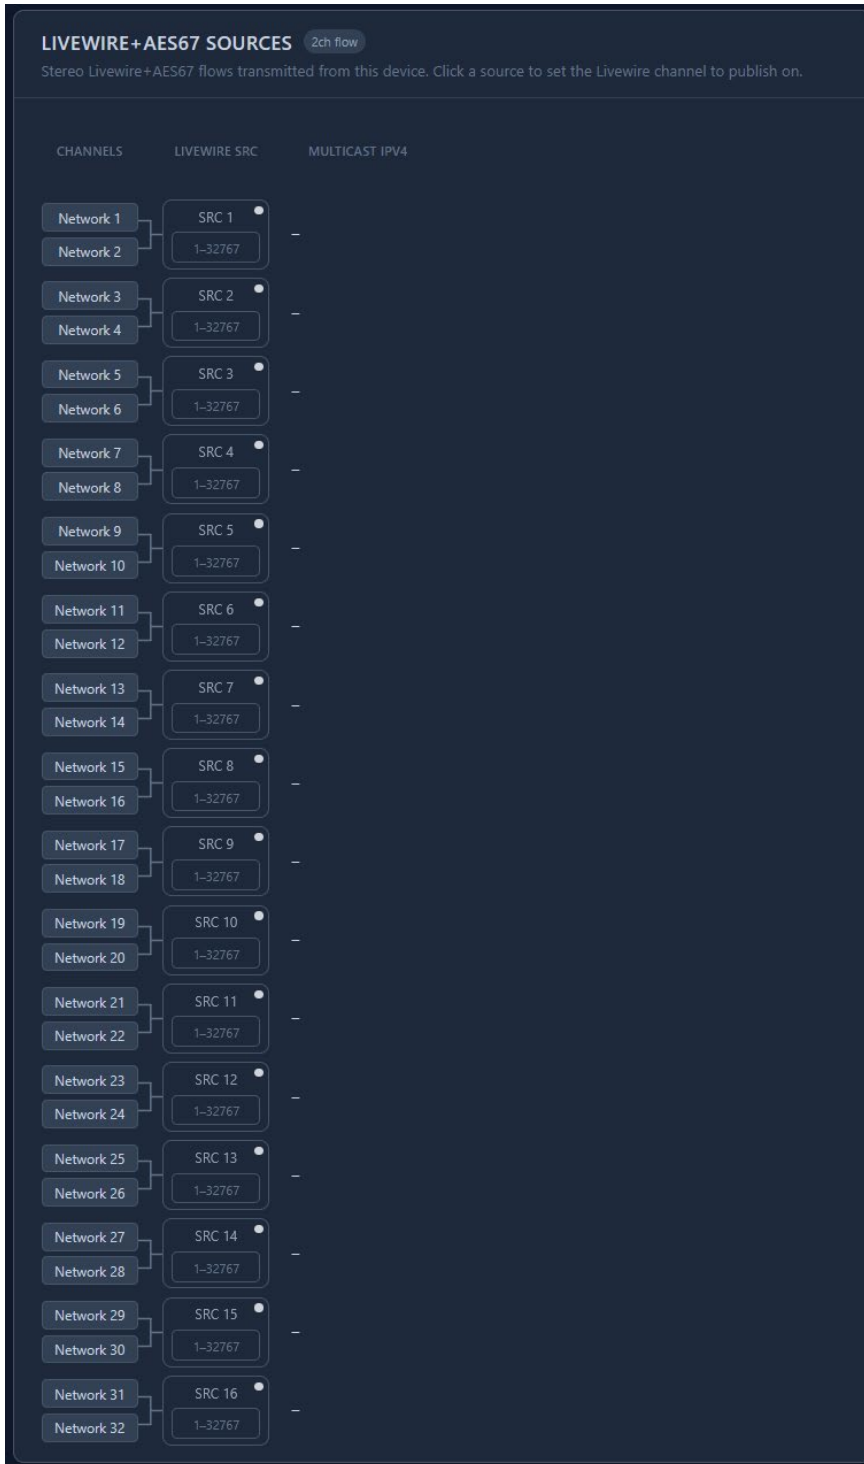 LIVEWIRE+AES67 SOURCES 2ch flow
Stereo Livewire+AES67 flows transmitted from this device. Click a source to set the Livewire channel to publish on.
CHANNELS LIVEWIRE SRC MULTICAST IPV4
Network 1 SRC 1
Network 2 1–32767 –
Network 3 SRC 2
Network 4 1–32767 –
Network 5 SRC 3
Network 6 1–32767 –
Network 7 SRC 4
Network 8 1–32767 –
Network 9 SRC 5
Network 10 1–32767 –
Network 11 SRC 6
Network 12 1–32767 –
Network 13 SRC 7
Network 14 1–32767 –
Network 15 SRC 8
Network 16 1–32767 –
Network 17 SRC 9
Network 18 1–32767 –
Network 19 SRC 10
Network 20 1–32767 –
Network 21 SRC 11
Network 22 1–32767 –
Network 23 SRC 12
Network 24 1–32767 –
Network 25 SRC 13
Network 26 1–32767 –
Network 27 SRC 14
Network 28 1–32767 –
Network 29 SRC 15
Network 30 1–32767 –
Network 31 SRC 16
Network 32 1–32767 –